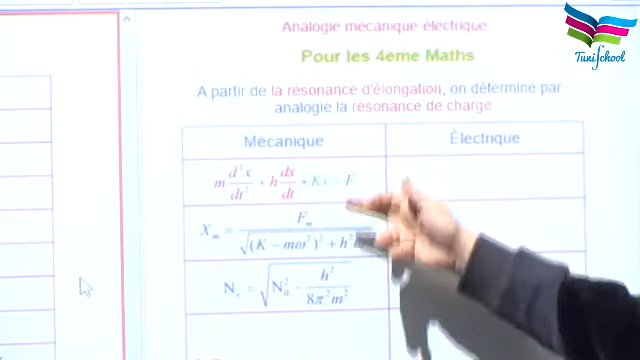 Analogie mécanique-électrique
Pour les 4ème Maths
TuniSchool
A partir de la résonance d'élongation, on détermine par
analogie la résonance de charge
Mécanique
Électrique
m d²x/dt² + h dx/dt + Kx = F
Xₘ = Fₘ / √((K − mω²)² + h²
Nᵣ = √(N₀² − h²/8π²m²)